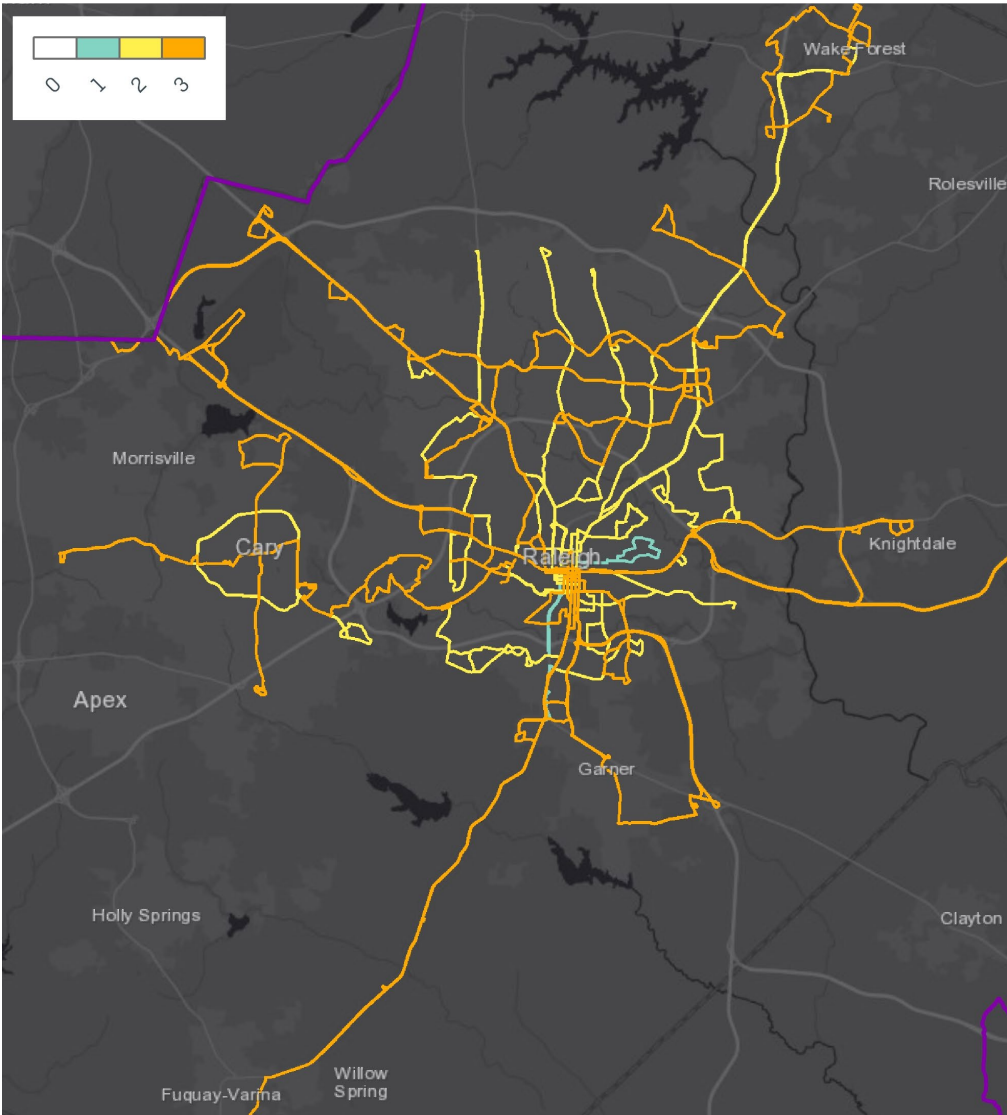 0 1 2 3
Wake Forest
Rolesville
Morrisville
Cary
Raleigh
Knightdale
Apex
Garner
Holly Springs
Clayton
Willow
Spring
Fuquay-Varina